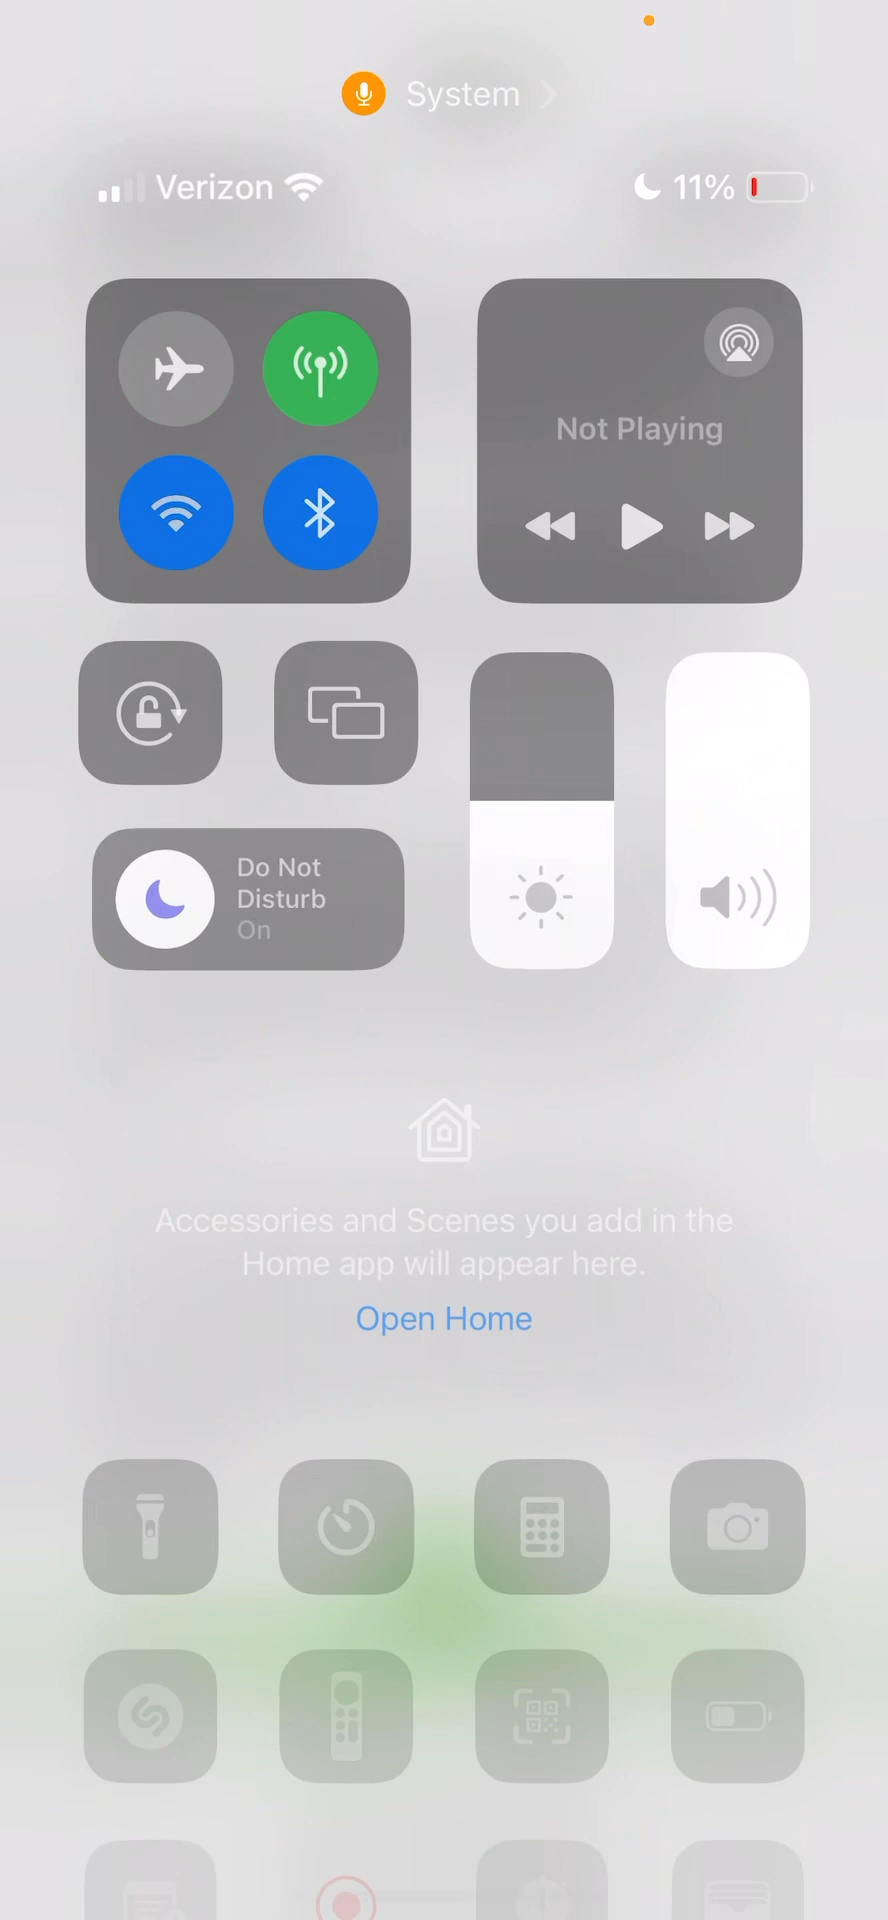 System
Verizon
11%
Not Playing
Do Not
Disturb
On
Accessories and Scenes you add in the
Home app will appear here.
Open Home